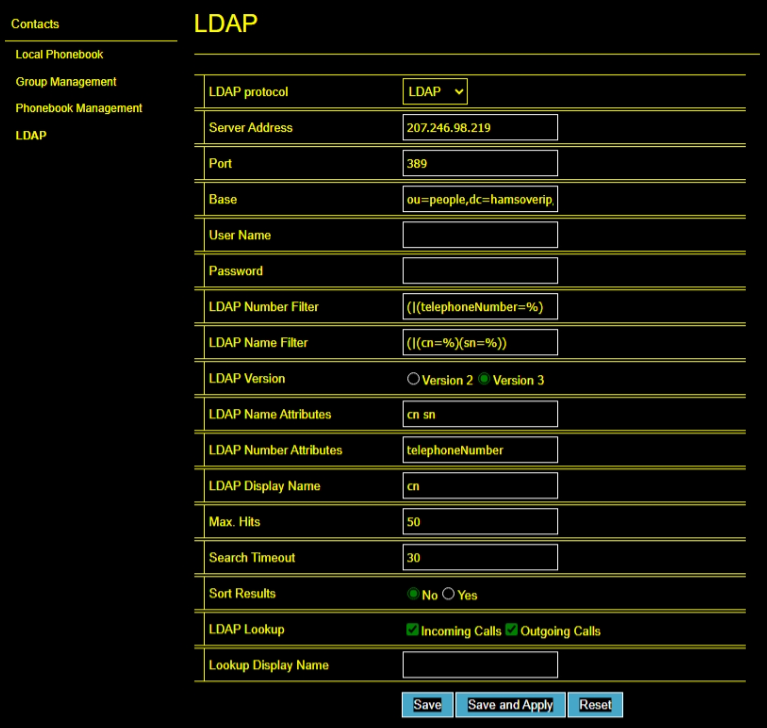 Contacts
Local Phonebook
Group Management
Phonebook Management
LDAP
LDAP
LDAP protocol LDAP
Server Address 207.246.98.219
Port 389
Base ou=people,dc=hamsoverip,
User Name
Password
LDAP Number Filter (|(telephoneNumber=%)
LDAP Name Filter (|(cn=%)(sn=%))
LDAP Version Version 2 Version 3
LDAP Name Attributes cn sn
LDAP Number Attributes telephoneNumber
LDAP Display Name cn
Max. Hits 50
Search Timeout 30
Sort Results No Yes
LDAP Lookup Incoming Calls Outgoing Calls
Lookup Display Name
Save Save and Apply Reset